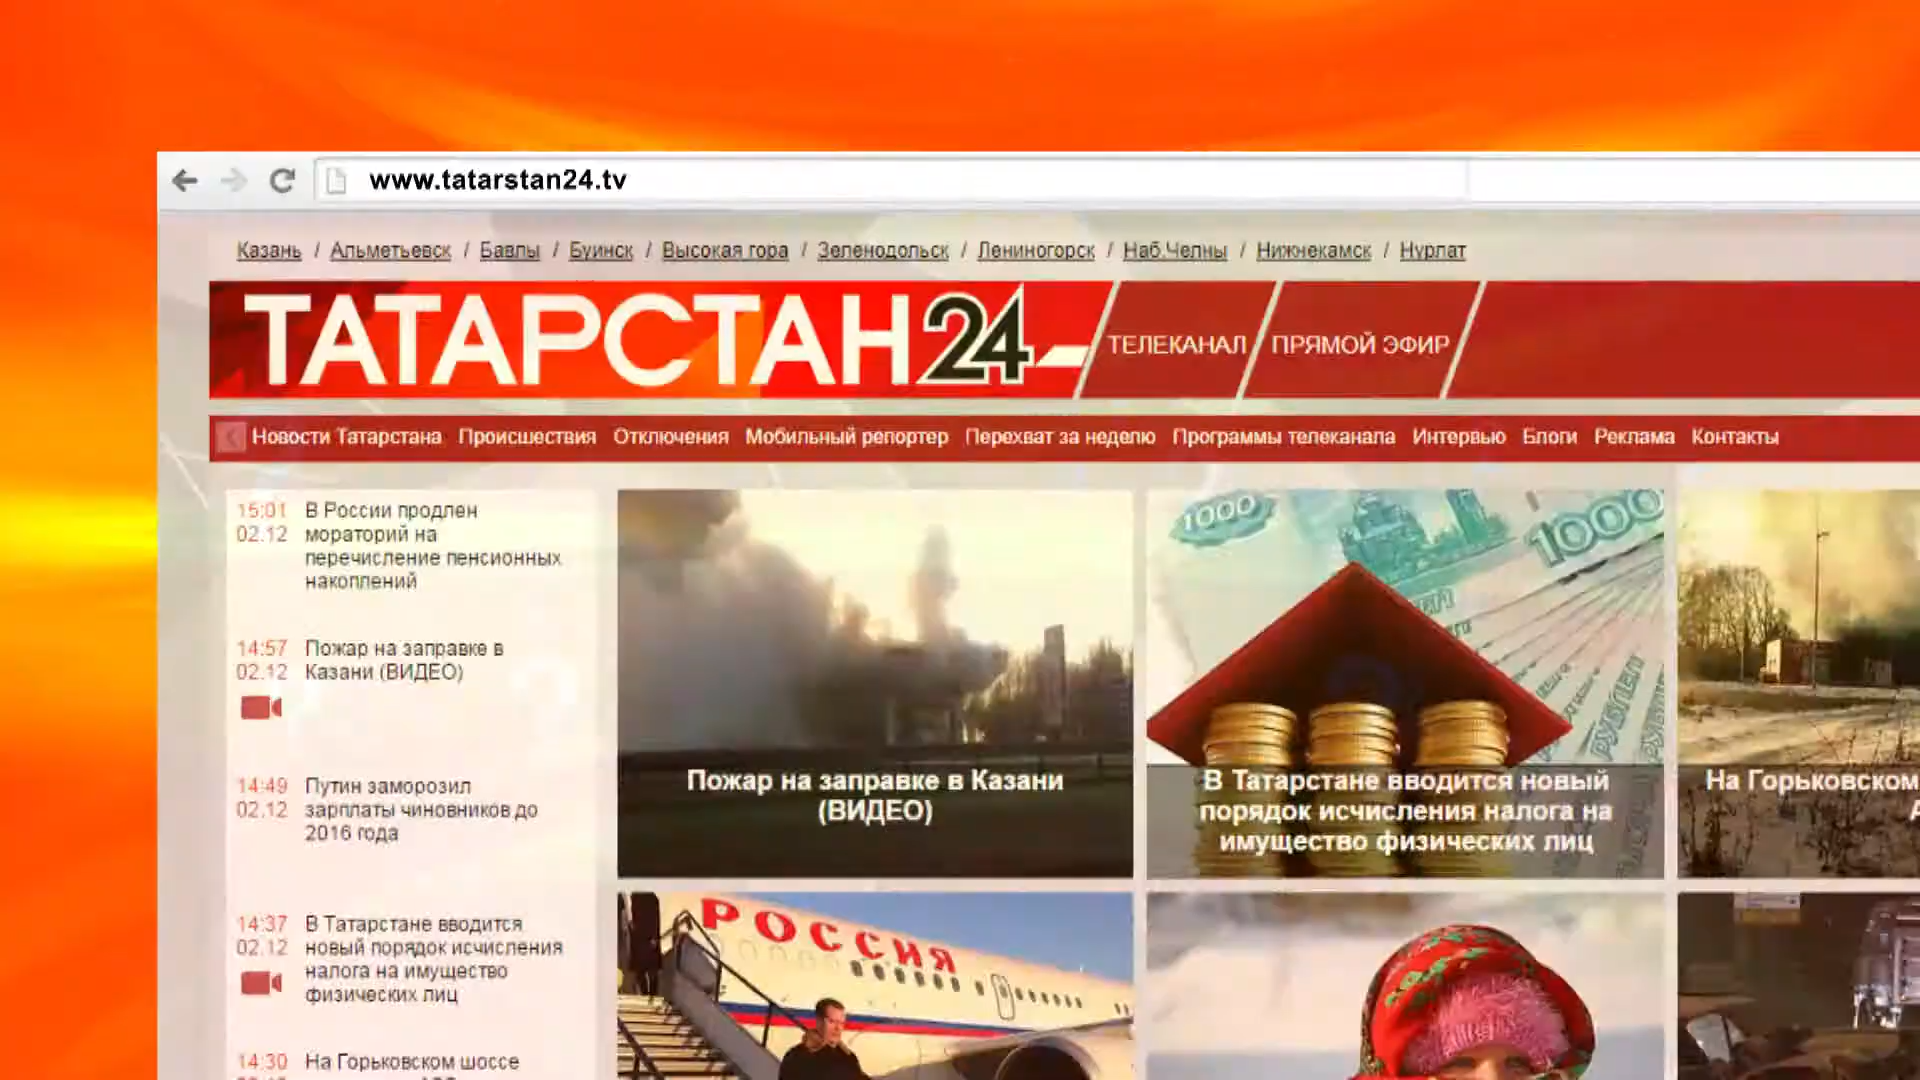 www.tatarstan24.tv
Казань / Альметьевск / Бавлы / Буинск / Высокая гора / Зеленодольск / Лениногорск / Наб.Челны / Нижнекамск / Нурлат
ТАТАРСТАН24
ТЕЛЕКАНАЛ
ПРЯМОЙ ЭФИР
Новости Татарстана Происшествия Отключения Мобильный репортер Перехват за неделю Программы телеканала Интервью Блоги Реклама Контакты
15:01 В России продлен
02.12 мораторий на
перечисление пенсионных
накоплений
14:57 Пожар на заправке в
02.12 Казани (ВИДЕО)
14:49 Путин заморозил
02.12 зарплаты чиновников до
2016 года
14:37 В Татарстане вводится
02.12 новый порядок исчисления
налога на имущество
физических лиц
14:30 На Горьковском шоссе
Пожар на заправке в Казани
(ВИДЕО)
1000
1000
В Татарстане вводится новый
порядок исчисления налога на
имущество физических лиц
На Горьковском
РОССИЯ